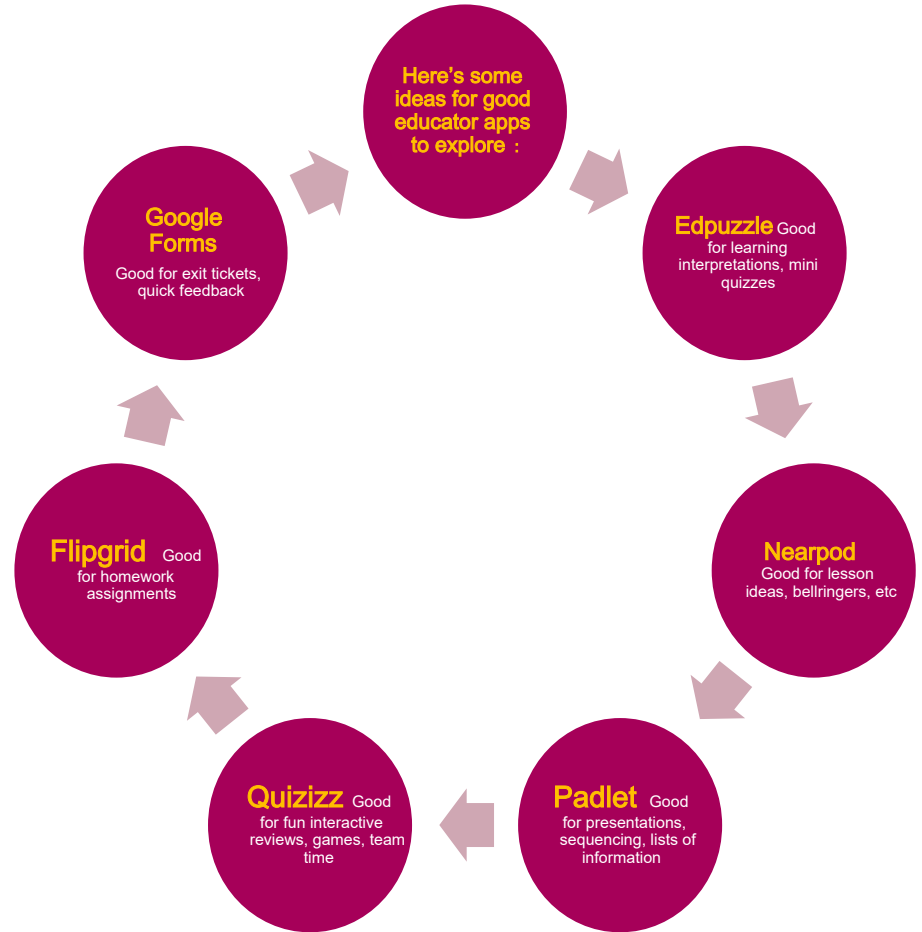 Here's some
ideas for good
educator apps
to explore :
Edpuzzle Good
for learning
interpretations, mini
quizzes
Nearpod
Good for lesson
ideas, bellringers, etc
Padlet Good
for presentations,
sequencing, lists of
information
Quizizz Good
for fun interactive
reviews, games, team
time
Flipgrid Good
for homework
assignments
Google
Forms
Good for exit tickets,
quick feedback